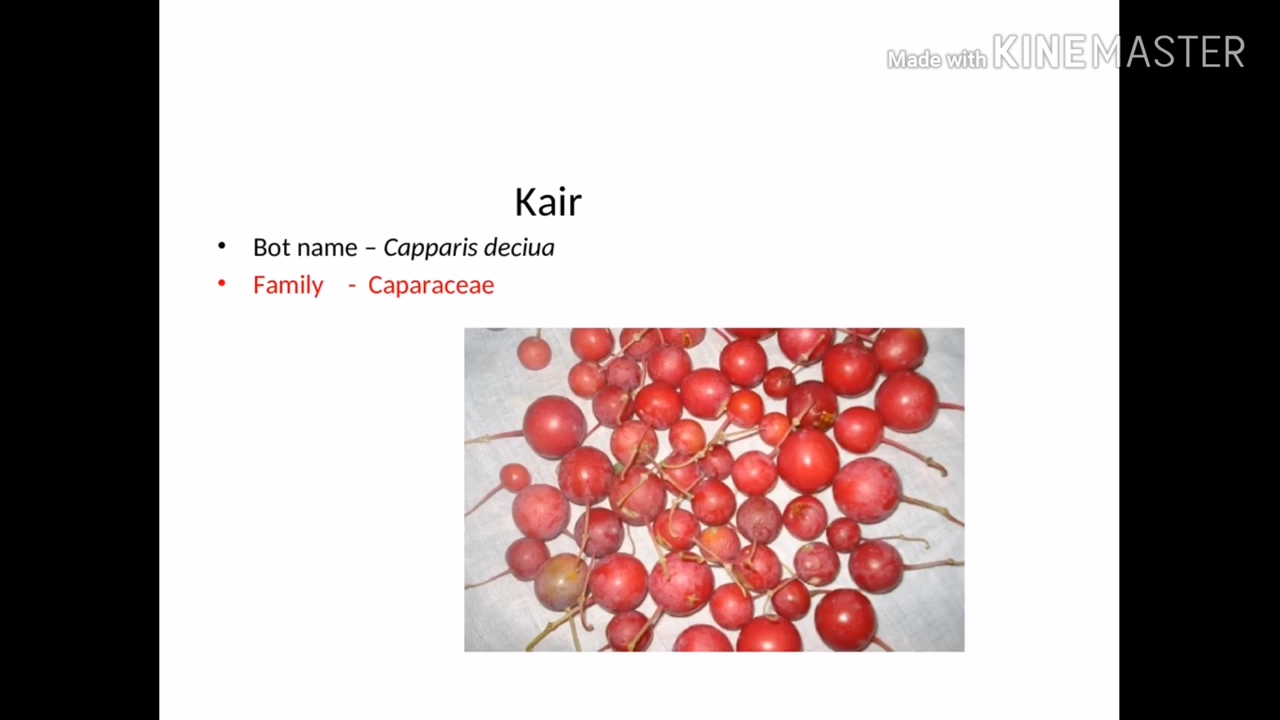 Made with KINEMASTER
Kair
• Bot name – Capparis deciua
• Family - Caparaceae